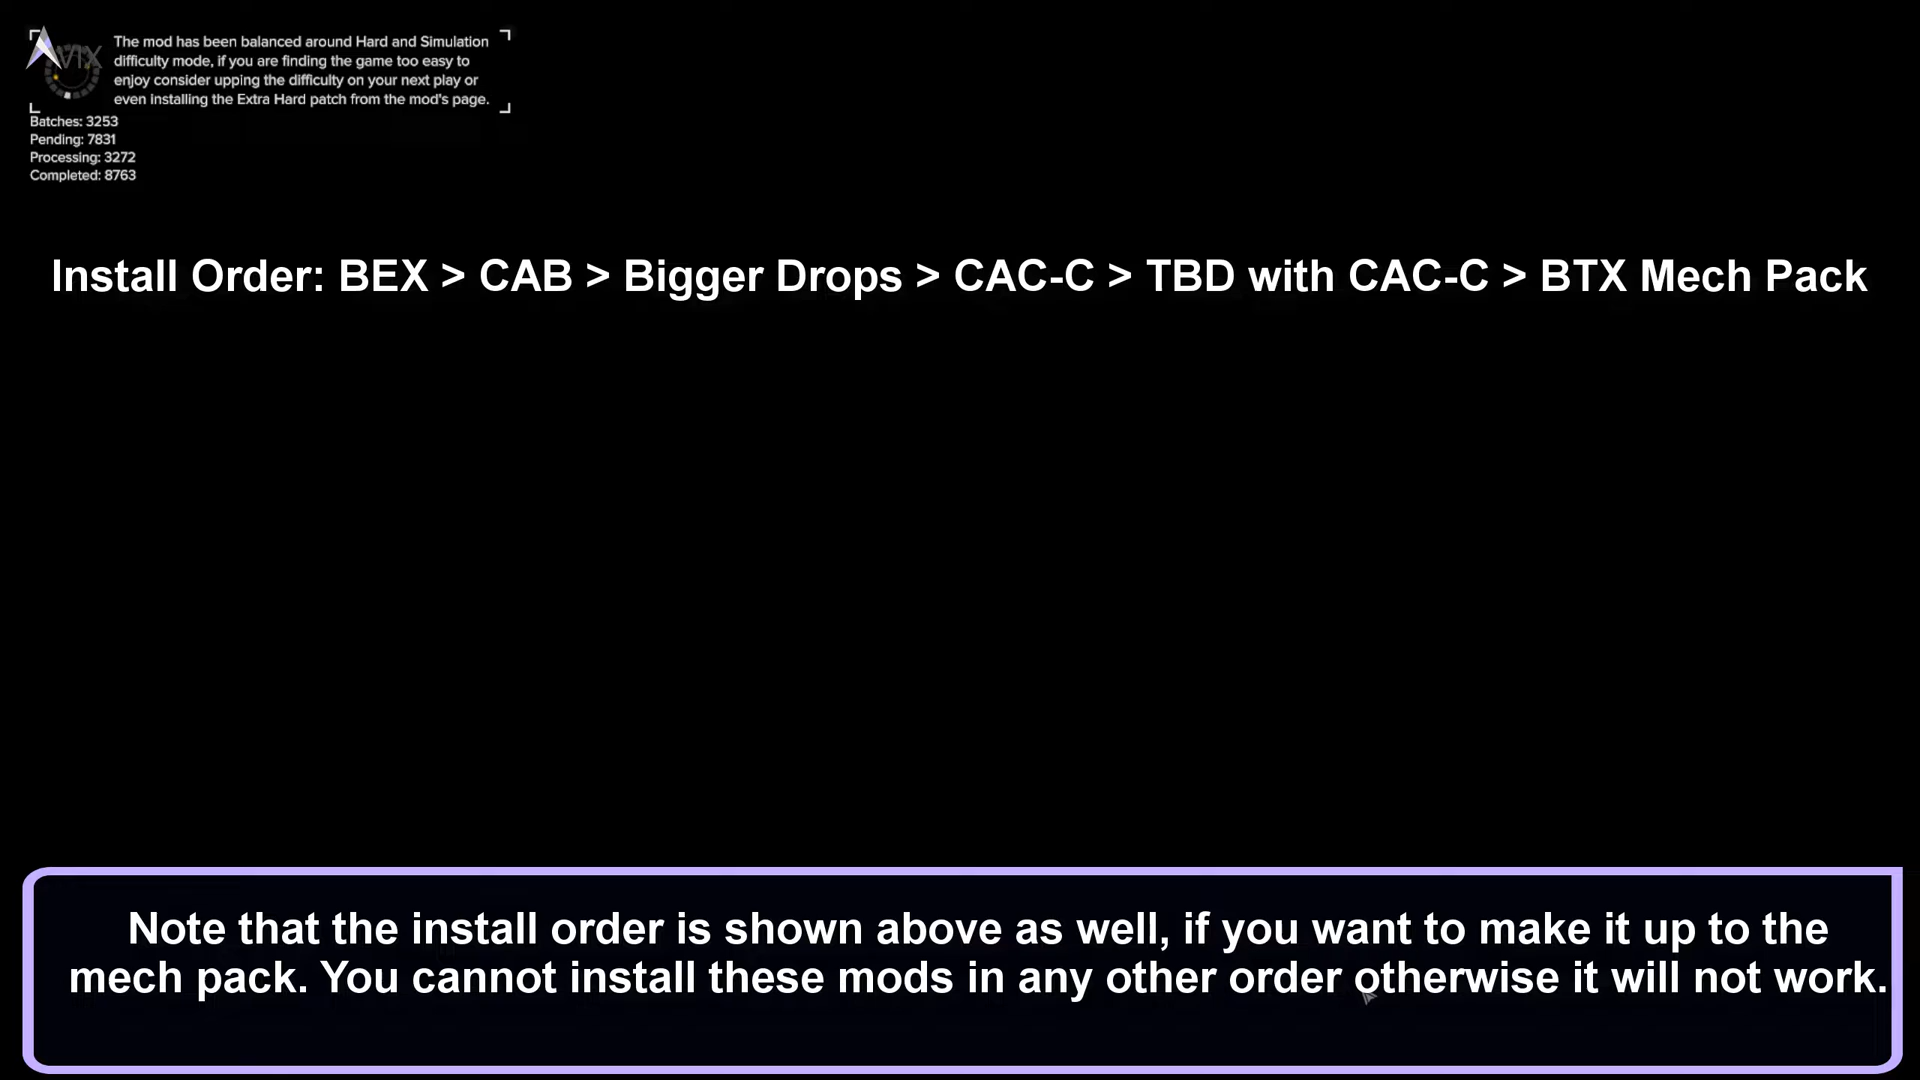 The mod has been balanced around Hard and Simulation
difficulty mode, if you are finding the game too easy to
enjoy consider upping the difficulty on your next play or
even installing the Extra Hard patch from the mod's page.
Batches: 3253
Pending: 7831
Processing: 3272
Completed: 8763
Install Order: BEX > CAB > Bigger Drops > CAC-C > TBD with CAC-C > BTX Mech Pack
Note that the install order is shown above as well, if you want to make it up to the
mech pack. You cannot install these mods in any other order otherwise it will not work.